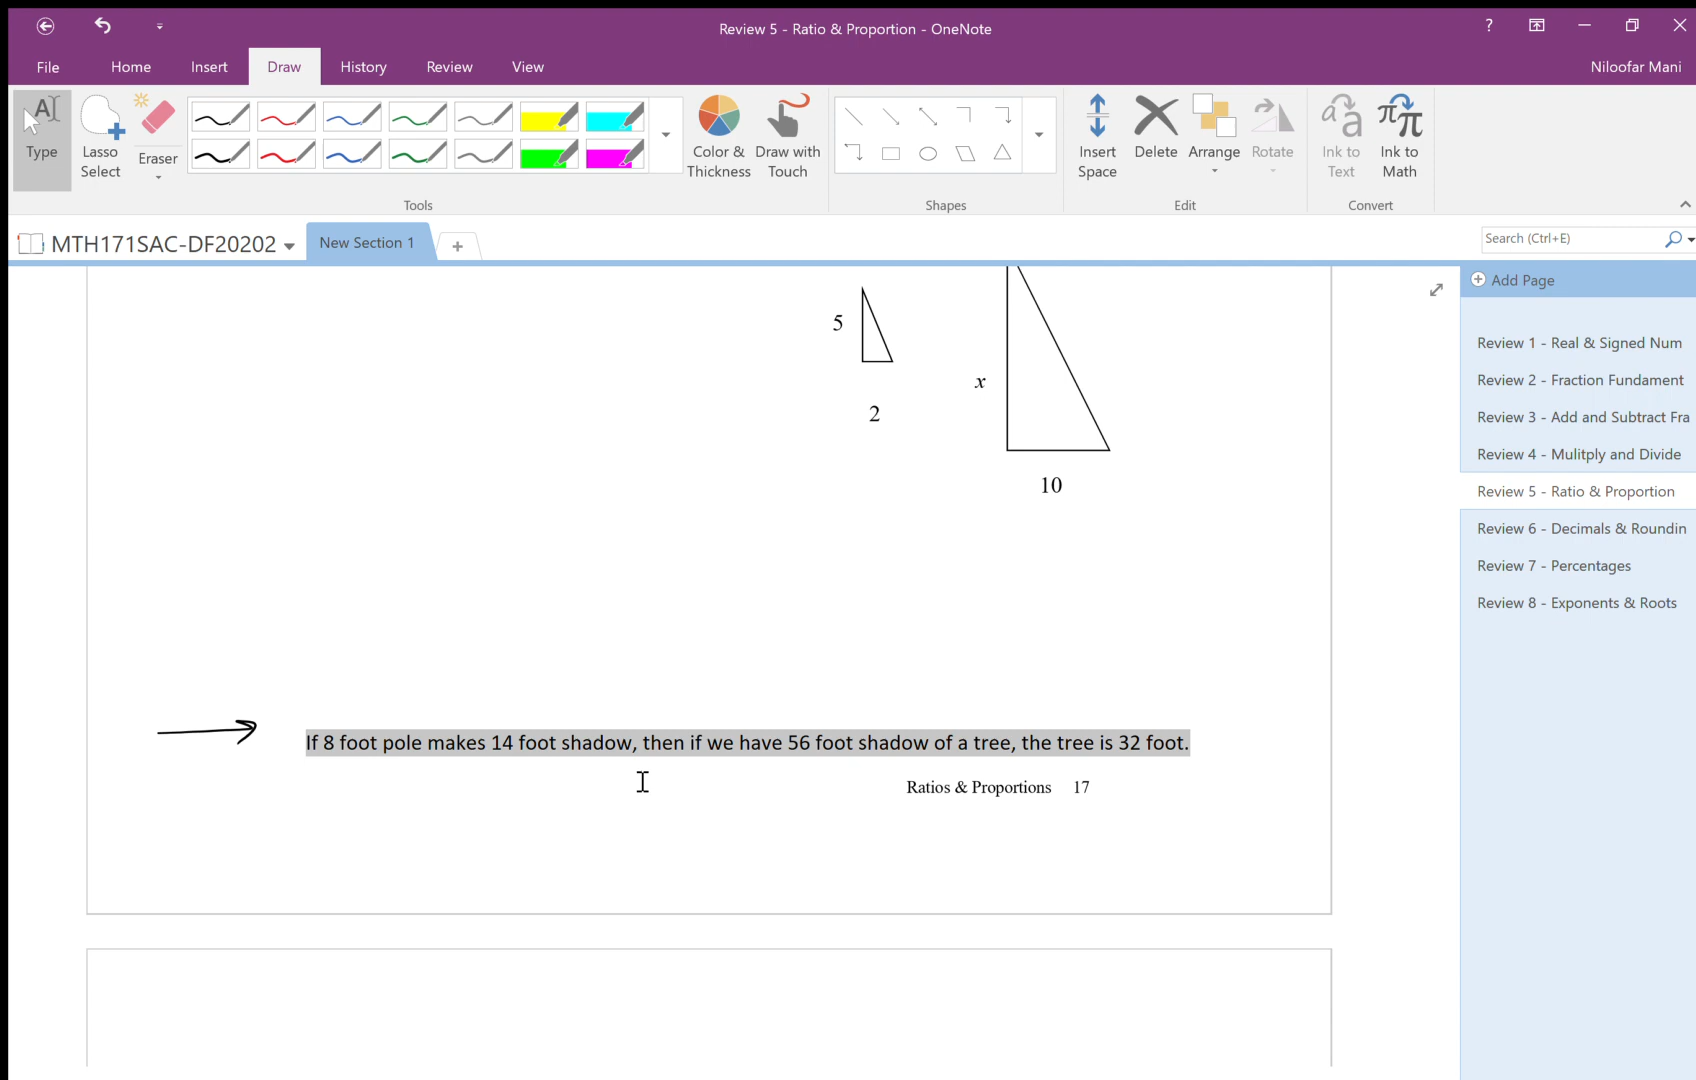 Review 5 - Ratio & Proportion - OneNote
?
File Home Insert Draw History Review View
Niloofar Mani
Type
Lasso Select
Eraser
Color & Thickness
Draw with Touch
Insert Space
Delete
Arrange
Rotate
Ink to Text
Ink to Math
Tools
Shapes
Edit
Convert
MTH171SAC-DF20202
New Section 1
Search (Ctrl+E)
Add Page
Review 1 - Real & Signed Num
Review 2 - Fraction Fundament
Review 3 - Add and Subtract Fra
Review 4 - Mulitply and Divide
Review 5 - Ratio & Proportion
Review 6 - Decimals & Roundin
Review 7 - Percentages
Review 8 - Exponents & Roots
5
x
2
10
If 8 foot pole makes 14 foot shadow, then if we have 56 foot shadow of a tree, the tree is 32 foot.
Ratios & Proportions 17